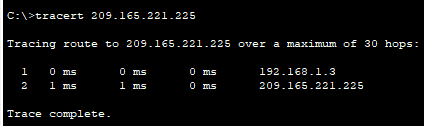 C:\>tracert 209.165.221.225
Tracing route to 209.165.221.225 over a maximum of 30 hops:
1 0 ms 0 ms 0 ms 192.168.1.3
2 1 ms 1 ms 0 ms 209.165.221.225
Trace complete.